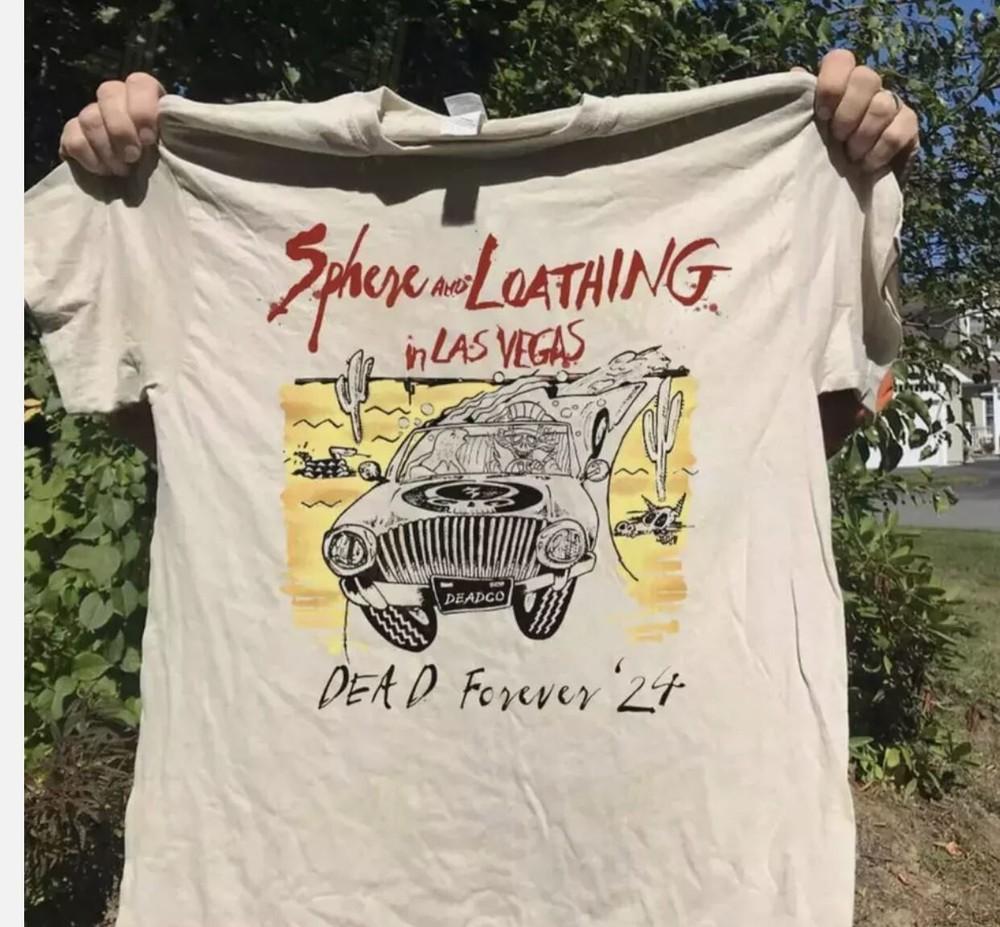 Sphere AND LOATHING
in LAS VEGAS
DEADCO
DEAD Forever '24